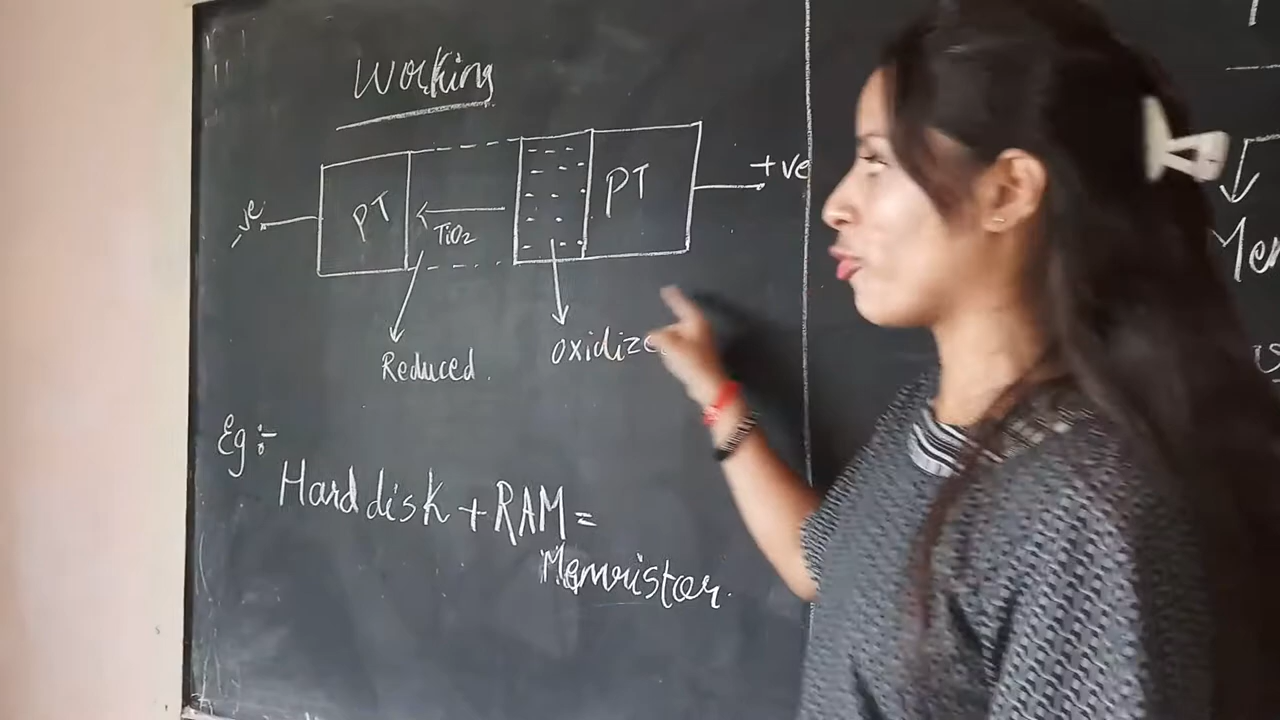 Working
-ve
PT
TiO2
PT
+ve
Reduced.
Oxidize
Eg:-
Hard disk + RAM =
Memristor.
Mem